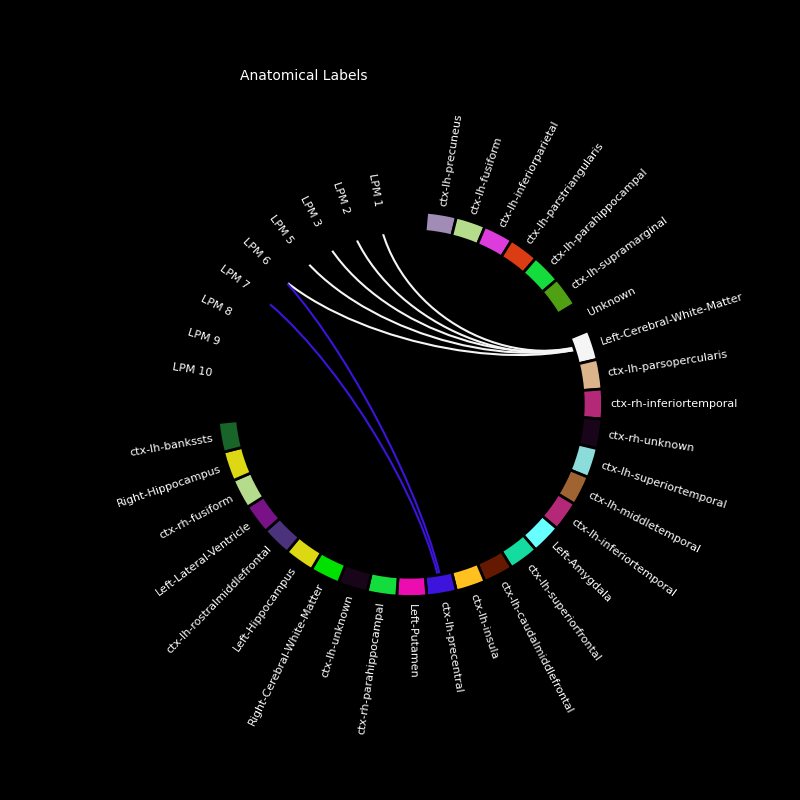 Anatomical Labels
ctx-lh-precuneus
ctx-lh-fusiform
ctx-lh-inferiorparietal
ctx-lh-parstriangularis
ctx-lh-parahippocampal
ctx-lh-supramarginal
Unknown
Left-Cerebral-White-Matter
ctx-lh-parsopercularis
ctx-rh-inferiortemporal
ctx-rh-unknown
ctx-lh-superiortemporal
ctx-lh-middletemporal
ctx-lh-inferiortemporal
Left-Amygdala
ctx-lh-superiorfrontal
ctx-lh-caudalmiddlefrontal
ctx-lh-insula
ctx-lh-precentral
Left-Putamen
ctx-rh-parahippocampal
ctx-lh-unknown
Right-Cerebral-White-Matter
Left-Hippocampus
ctx-lh-rostralmiddlefrontal
Left-Lateral-Ventricle
ctx-rh-fusiform
Right-Hippocampus
ctx-lh-bankssts
LPM 10
LPM 9
LPM 8
LPM 7
LPM 6
LPM 5
LPM 3
LPM 2
LPM 1